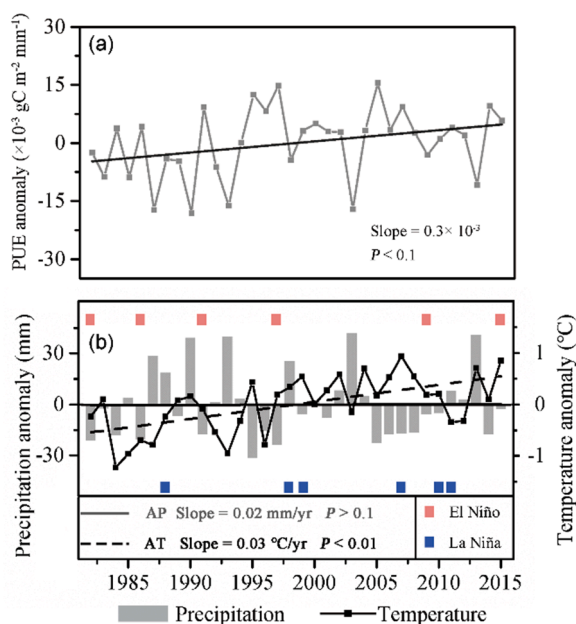 (a)
30
15
0
-15
-30
PUE anomaly (×10⁻³ gC m⁻² mm⁻¹)
Slope = 0.3× 10⁻³
P < 0.1
(b)
30
0
-30
Precipitation anomaly (mm)
1
0
-1
Temperature anomaly (℃)
AP Slope = 0.02 mm/yr P > 0.1
AT Slope = 0.03 ℃/yr P < 0.01
El Niño
La Niña
1985 1990 1995 2000 2005 2010 2015
Precipitation Temperature